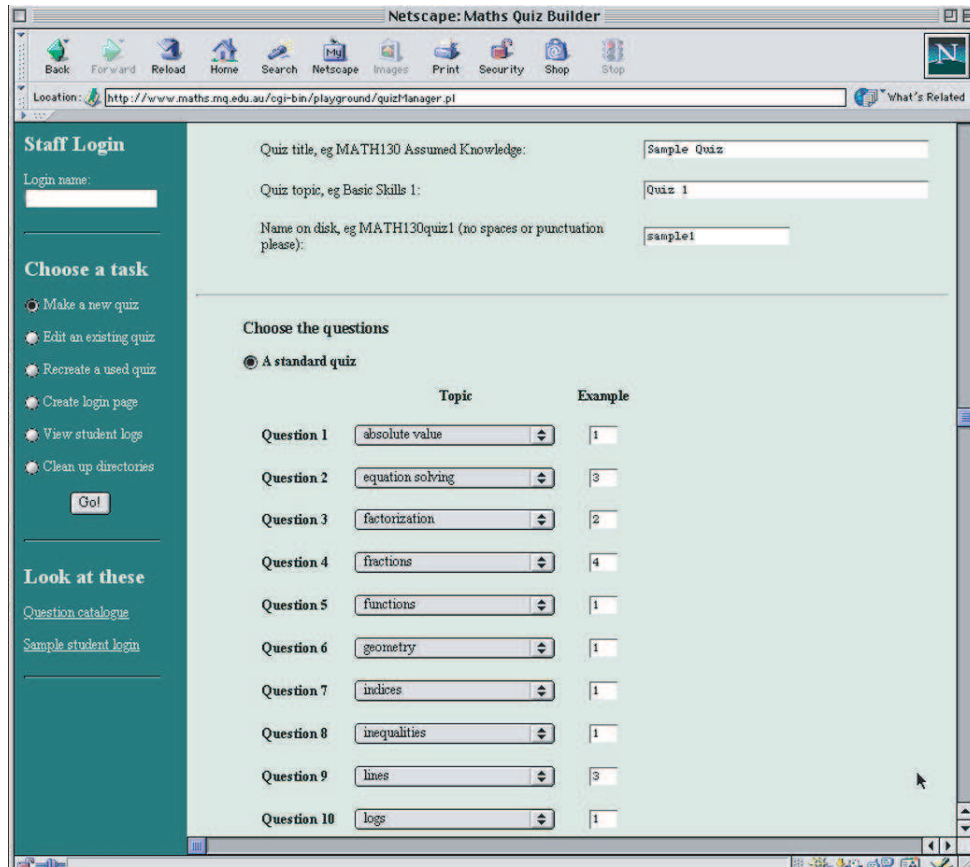 Netscape: Maths Quiz Builder
Back Forward Reload Home Search Netscape Images Print Security Shop Stop
My
N
Location: http://www.maths.mq.edu.au/cgi-bin/playground/quizManager.pl What's Related
Staff Login
Login name:
Choose a task
Make a new quiz
Edit an existing quiz
Recreate a used quiz
Create login page
View student logs
Clean up directories
Go!
Look at these
Question catalogue
Sample student login
Quiz title, eg MATH130 Assumed Knowledge: Sample Quiz
Quiz topic, eg Basic Skills 1: Quiz 1
Name on disk, eg MATH130quiz1 (no spaces or punctuation
please): sample1
Choose the questions
A standard quiz
Topic Example
Question 1 absolute value 1
Question 2 equation solving 3
Question 3 factorization 2
Question 4 fractions 4
Question 5 functions 1
Question 6 geometry 1
Question 7 indices 1
Question 8 inequalities 1
Question 9 lines 3
Question 10 logs 1